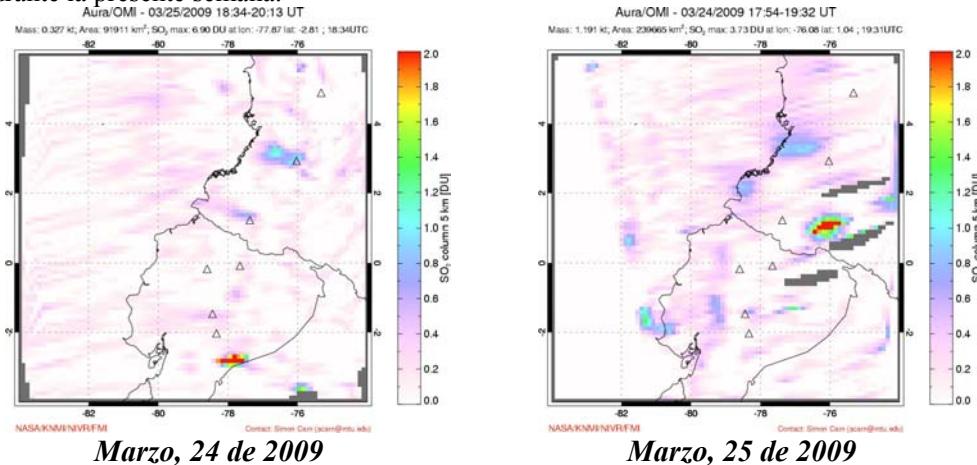 durante la presente semana.
Aura/OMI - 03/25/2009 18:34-20:13 UT
Mass: 0.327 kt; Area: 91911 km²; SO₂ max: 6.90 DU at lon: -77.87 lat: -2.81 ; 18:34UTC
4
2
0
-2
-82
-80
-78
-76
2.0
1.8
1.6
1.4
1.2
1.0
0.8
0.6
0.4
0.2
0.0
SO₂ column 5 km [DU]
NASA/KNMI/NIVR/FMI
Contact: Simon Carn (scarn@mtu.edu)
Marzo, 24 de 2009
Aura/OMI - 03/24/2009 17:54-19:32 UT
Mass: 1.191 kt; Area: 239665 km²; SO₂ max: 3.73 DU at lon: -76.08 lat: 1.04 ; 19:31UTC
4
2
0
-2
-82
-80
-78
-76
2.0
1.8
1.6
1.4
1.2
1.0
0.8
0.6
0.4
0.2
0.0
SO₂ column 5 km [DU]
NASA/KNMI/NIVR/FMI
Contact: Simon Carn (scarn@mtu.edu)
Marzo, 25 de 2009